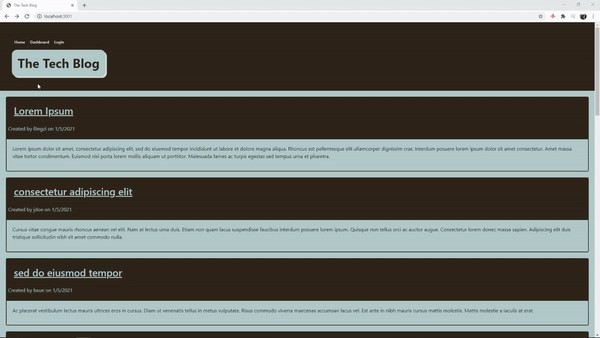 The Tech Blog
localhost:3001
Home Dashboard Login
The Tech Blog
Lorem Ipsum
Created by llingzi on 1/5/2021
Lorem ipsum dolor sit amet, consectetur adipiscing elit, sed do eiusmod tempor incididunt ut labore et dolore magna aliqua. Rhoncus est pellentesque elit ullamcorper dignissim cras. Interdum posuere lorem ipsum dolor sit amet consectetur. Amet massa
vitae tortor condimentum. Euismod nisi porta lorem mollis aliquam ut porttitor. Malesuada fames ac turpis egestas sed tempus urna et pharetra.
consectetur adipiscing elit
Created by jdoe on 1/5/2021
Cursus vitae congue mauris rhoncus aenean vel elit. Nam at lectus urna duis. Etiam non quam lacus suspendisse faucibus interdum posuere lorem ipsum. Quisque non tellus orci ac auctor augue. Consectetur lorem donec massa sapien. Adipiscing elit duis
tristique sollicitudin nibh sit amet commodo nulla.
sed do eiusmod tempor
Created by baue on 1/5/2021
Ac placerat vestibulum lectus mauris ultrices eros in cursus. Diam ut venenatis tellus in metus vulputate. Risus commodo viverra maecenas accumsan lacus vel. Est ante in nibh mauris cursus mattis molestie. Mattis molestie a iaculis at erat.